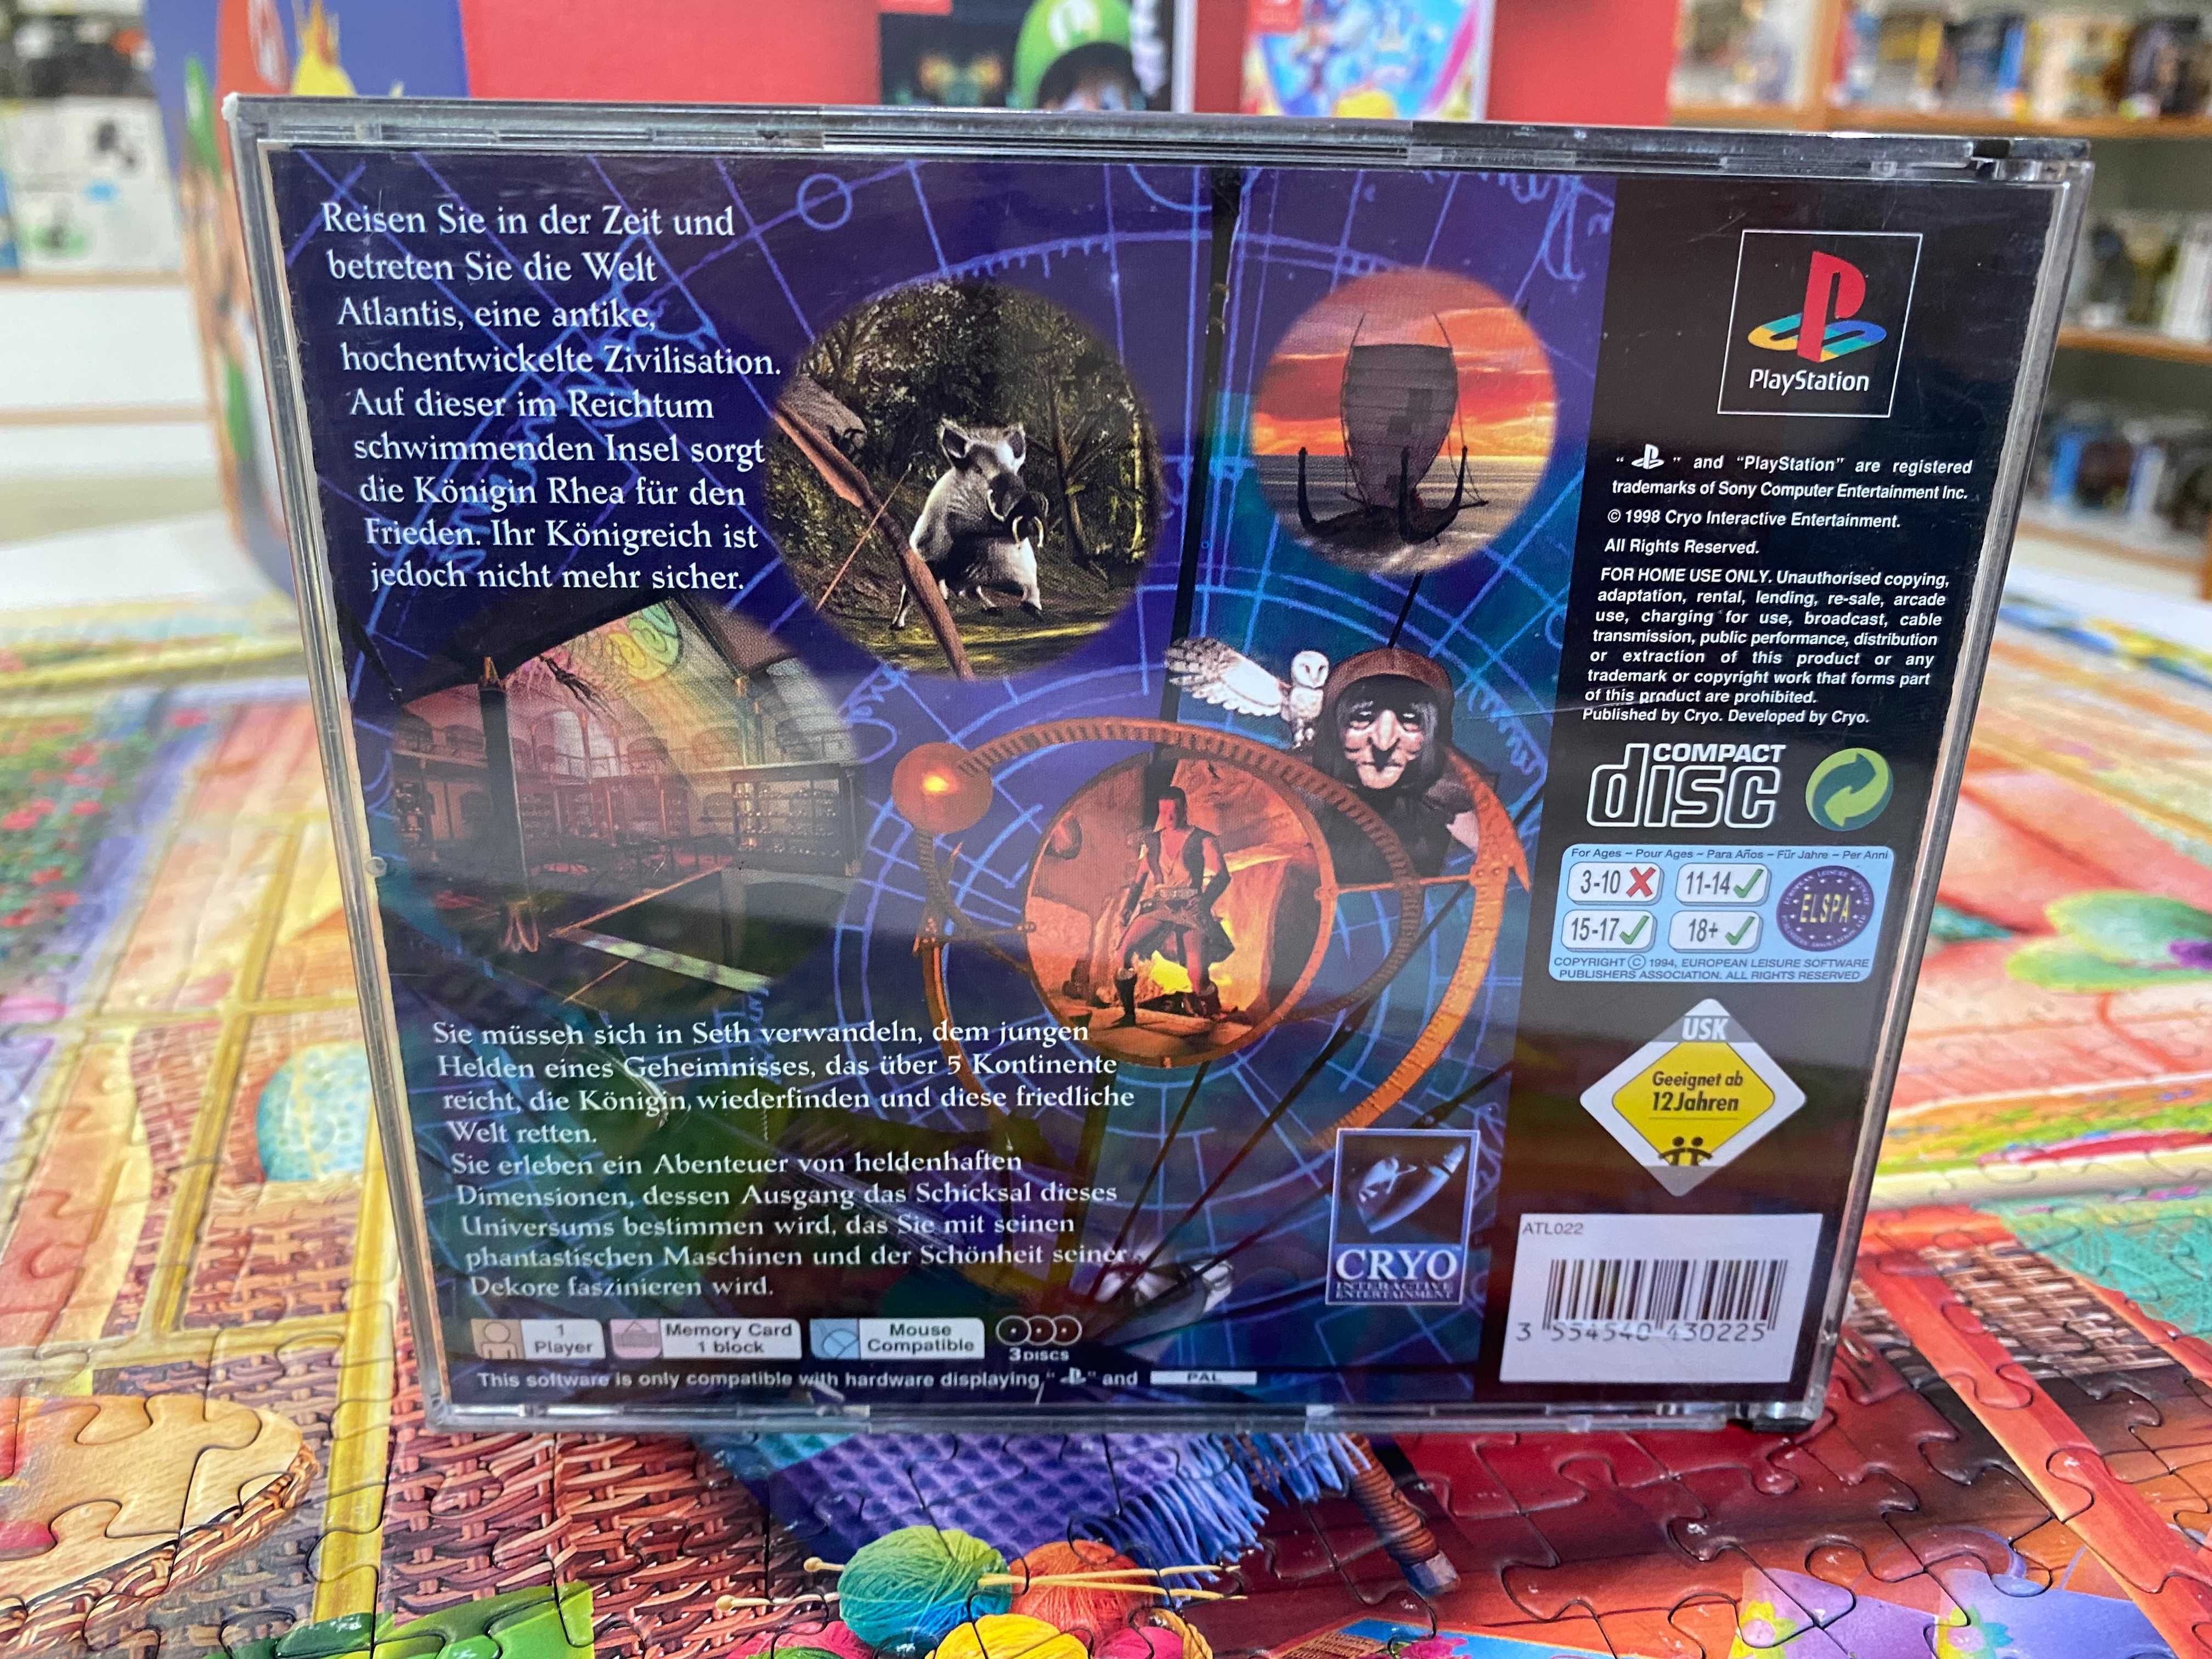 Reisen Sie in der Zeit und
betreten Sie die Welt
Atlantis, eine antike,
hochentwickelte Zivilisation.
Auf dieser im Reichtum
schwimmenden Insel sorgt
die Königin Rhea für den
Frieden. Ihr Königreich ist
jedoch nicht mehr sicher.
Sie müssen sich in Seth verwandeln, dem jungen
Helden eines Geheimnisses, das über 5 Kontinente
reicht, die Königin, wiederfinden und diese friedliche
Welt retten.
Sie erleben ein Abenteuer von heldenhaften
Dimensionen, dessen Ausgang das Schicksal dieses
Universums bestimmen wird, das Sie mit seinen
phantastischen Maschinen und der Schönheit seiner
Dekore faszinieren wird.
1
Player
Memory Card
1 block
Mouse
Compatible
3 DISCS
This software is only compatible with hardware displaying " " and PAL
CRYO
INTERACTIVE
ENTERTAINMENT
PlayStation
" " and "PlayStation" are registered
trademarks of Sony Computer Entertainment Inc.
© 1998 Cryo Interactive Entertainment.
All Rights Reserved.
FOR HOME USE ONLY. Unauthorised copying,
adaptation, rental, lending, re-sale, arcade
use, charging for use, broadcast, cable
transmission, public performance, distribution
or extraction of this product or any
trademark or copyright work that forms part
of this product are prohibited.
Published by Cryo. Developed by Cryo.
COMPACT
disc
For Ages – Pour Ages – Para Años – Für Jahre – Per Anni
3-10 11-14
15-17 18+
ELSPA
COPYRIGHT © 1994, EUROPEAN LEISURE SOFTWARE
PUBLISHERS ASSOCIATION. ALL RIGHTS RESERVED
USK
Geeignet ab
12 Jahren
ATL022
3 554540 430225